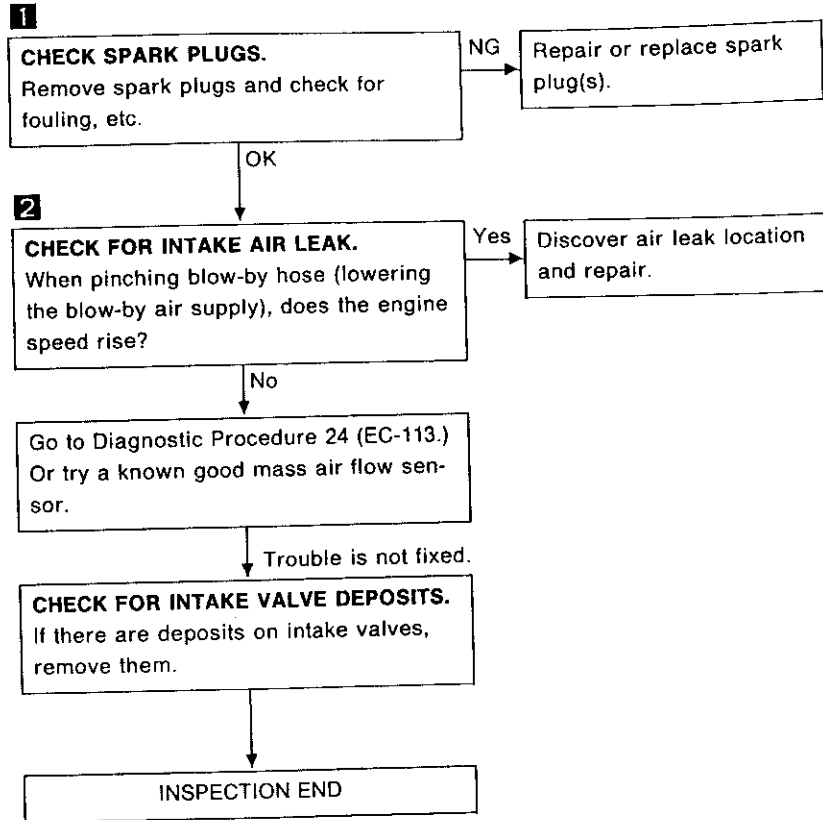 1
CHECK SPARK PLUGS.
Remove spark plugs and check for
fouling, etc.
NG
Repair or replace spark
plug(s).
OK
2
CHECK FOR INTAKE AIR LEAK.
When pinching blow-by hose (lowering
the blow-by air supply), does the engine
speed rise?
Yes
Discover air leak location
and repair.
No
Go to Diagnostic Procedure 24 (EC-113.)
Or try a known good mass air flow sen-
sor.
Trouble is not fixed.
CHECK FOR INTAKE VALVE DEPOSITS.
If there are deposits on intake valves,
remove them.
INSPECTION END